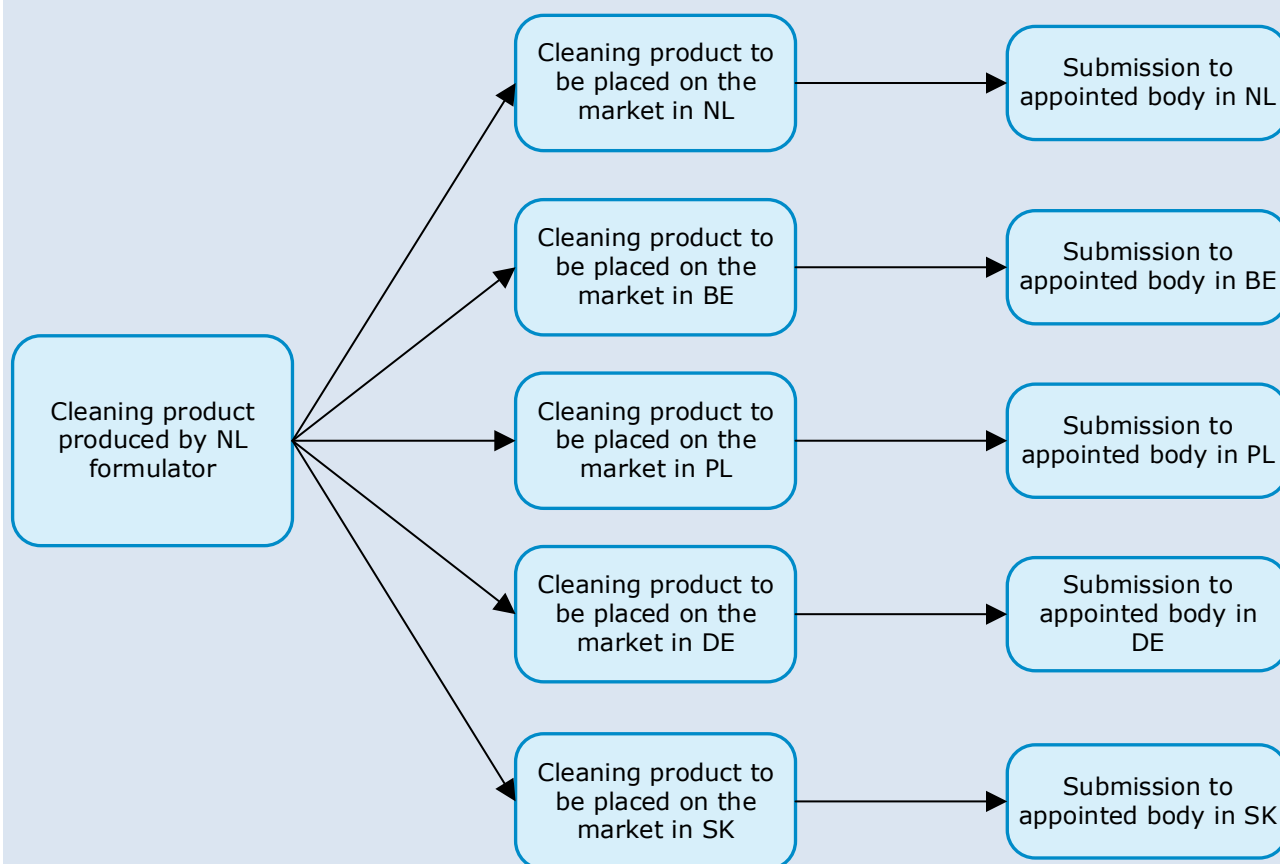 Cleaning product
produced by NL
formulator
Cleaning product to
be placed on the
market in NL
Submission to
appointed body in NL
Cleaning product to
be placed on the
market in BE
Submission to
appointed body in BE
Cleaning product to
be placed on the
market in PL
Submission to
appointed body in PL
Cleaning product to
be placed on the
market in DE
Submission to
appointed body in
DE
Cleaning product to
be placed on the
market in SK
Submission to
appointed body in SK